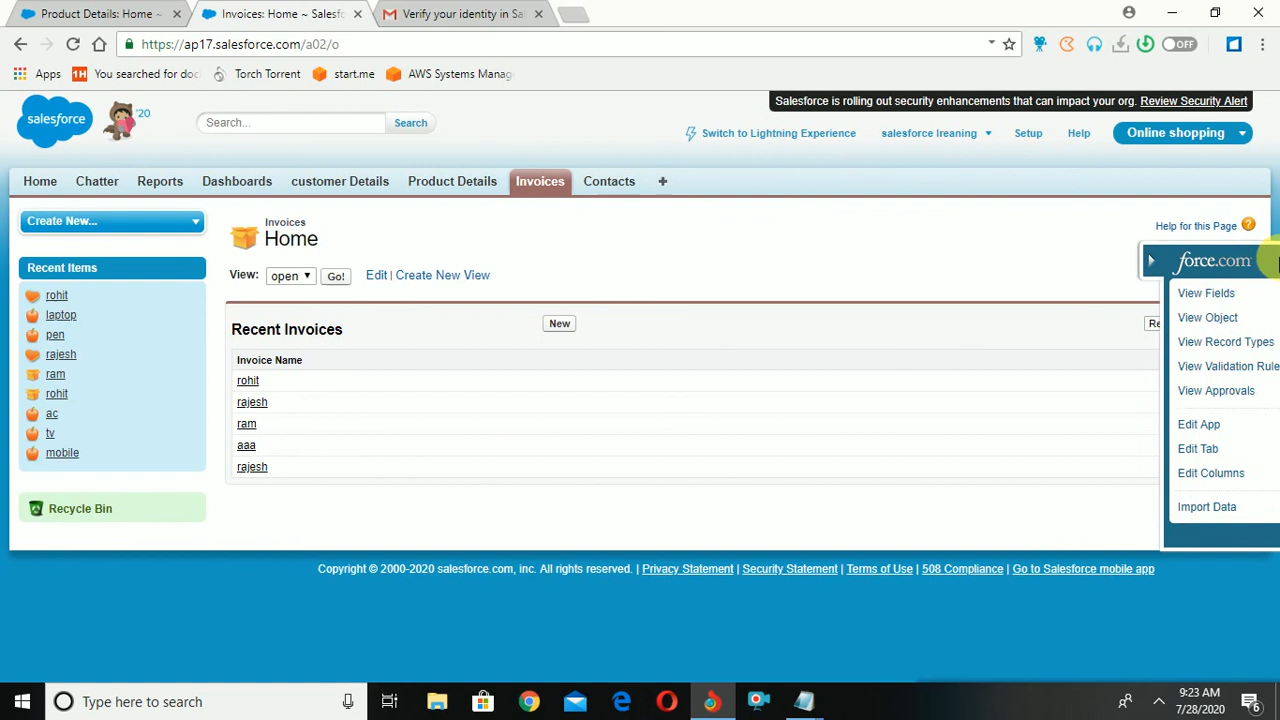 Product Details: Home ~
Invoices: Home ~ Salesfo
Verify your identity in Sa
https://ap17.salesforce.com/a02/o
OFF
Apps
You searched for doc
Torch Torrent
start.me
AWS Systems Manag
Salesforce is rolling out security enhancements that can impact your org. Review Security Alert
salesforce
'20
Search...
Search
Switch to Lightning Experience
salesforce lreaning
Setup
Help
Online shopping
Home
Chatter
Reports
Dashboards
customer Details
Product Details
Invoices
Contacts
+
Create New...
Recent Items
rohit
laptop
pen
rajesh
ram
rohit
ac
tv
mobile
Recycle Bin
Invoices
Home
Help for this Page
View:
open
Go!
Edit | Create New View
Recent Invoices
New
Re
Invoice Name
rohit
rajesh
ram
aaa
rajesh
force.com
View Fields
View Object
View Record Types
View Validation Rule
View Approvals
Edit App
Edit Tab
Edit Columns
Import Data
Copyright © 2000-2020 salesforce.com, inc. All rights reserved. | Privacy Statement | Security Statement | Terms of Use | 508 Compliance | Go to Salesforce mobile app
Type here to search
9:23 AM
7/28/2020
6